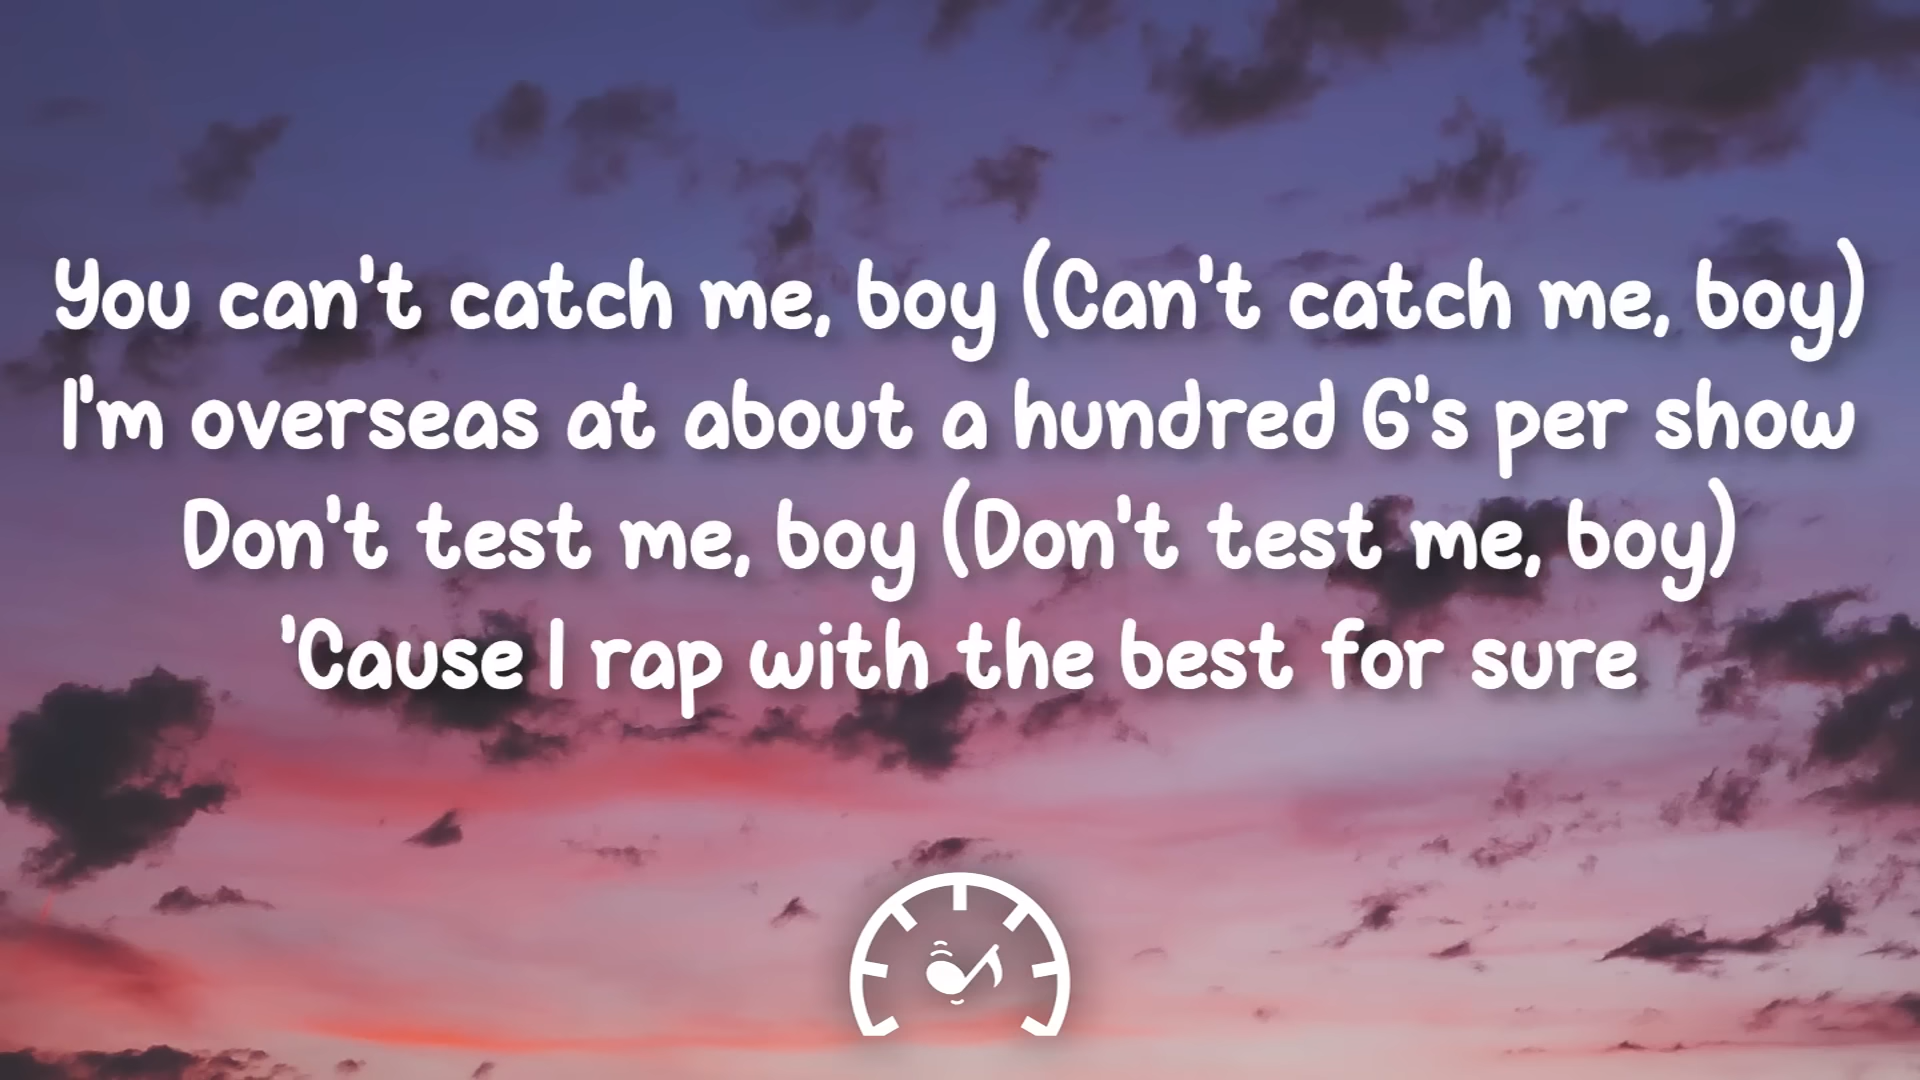 You can't catch me, boy (Can't catch me, boy)
I'm overseas at about a hundred G's per show
Don't test me, boy (Don't test me, boy)
'Cause I rap with the best for sure